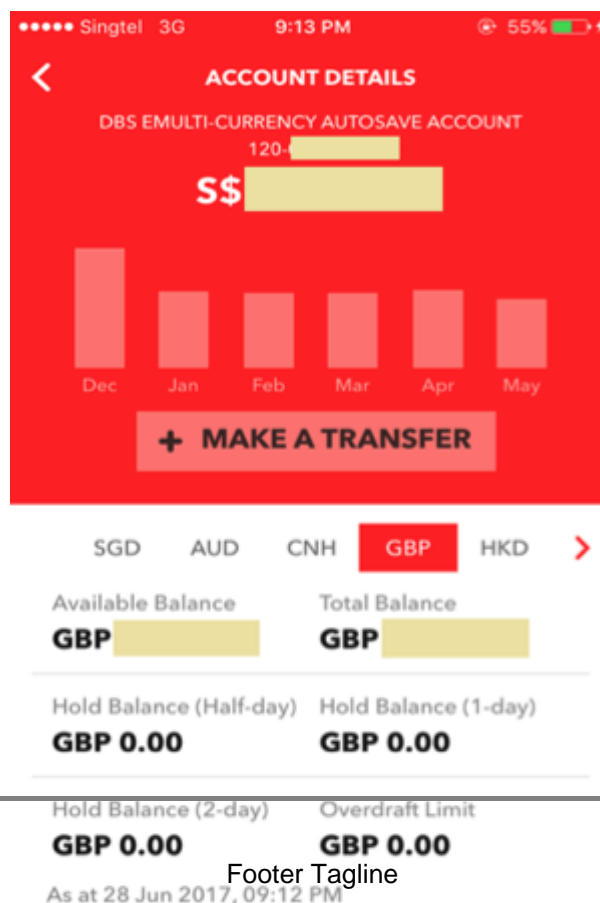 Singtel 3G 9:13 PM 55%
ACCOUNT DETAILS
DBS EMULTI-CURRENCY AUTOSAVE ACCOUNT
120-
S$
Dec Jan Feb Mar Apr May
+ MAKE A TRANSFER
SGD AUD CNH GBP HKD
Available Balance Total Balance
GBP GBP
Hold Balance (Half-day) Hold Balance (1-day)
GBP 0.00 GBP 0.00
Hold Balance (2-day) Overdraft Limit
GBP 0.00 GBP 0.00
Footer Tagline
As at 28 Jun 2017, 09:12 PM